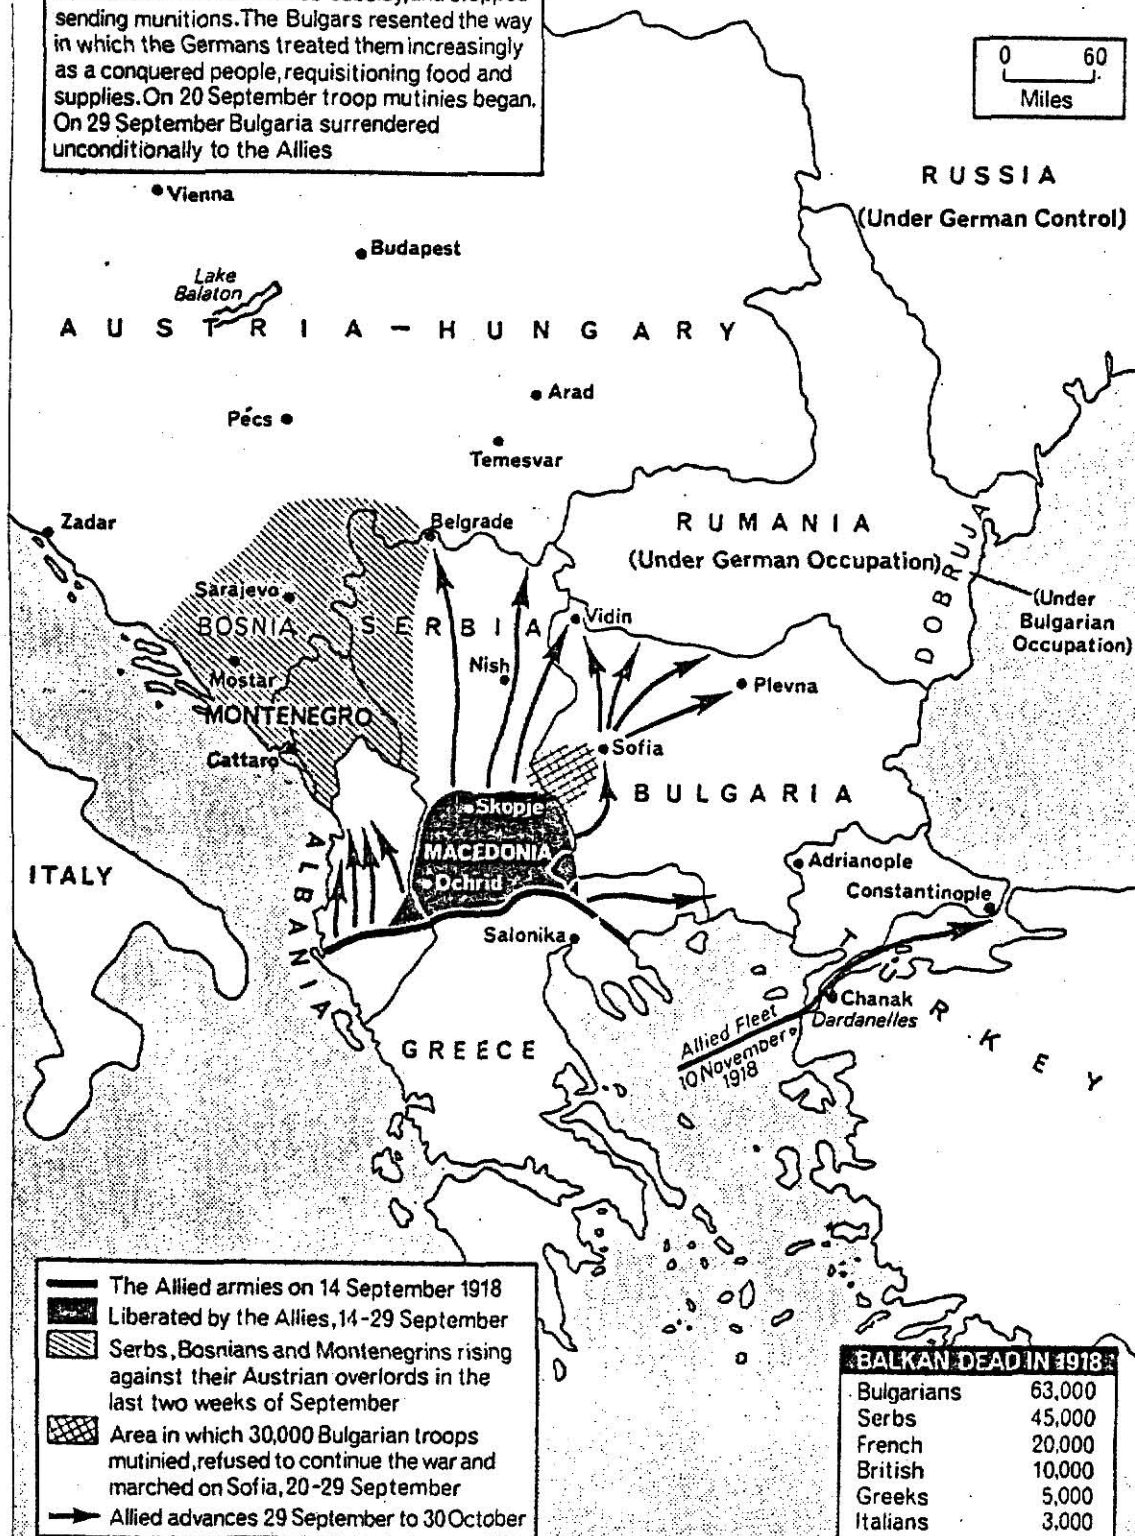 sending munitions. The Bulgars resented the way
in which the Germans treated them increasingly
as a conquered people, requisitioning food and
supplies. On 20 September troop mutinies began.
On 29 September Bulgaria surrendered
unconditionally to the Allies
0 60
Miles
RUSSIA
(Under German Control)
Vienna
Budapest
Lake
Balaton
AUSTRIA-HUNGARY
Arad
Pécs
Temesvar
Zadar
Belgrade
RUMANIA
(Under German Occupation)
DOBRUJA
(Under
Bulgarian
Occupation)
Sarajevo
BOSNIA
SERBIA
Vidin
Nish
Mostar
Plevna
MONTENEGRO
Cattaro
Sofia
BULGARIA
Skopje
MACEDONIA
Ochrid
ALBANIA
ITALY
Adrianople
Constantinople
Salonika
TURKEY
Chanak
Dardanelles
Allied Fleet
10 November
1918
GREECE
The Allied armies on 14 September 1918
Liberated by the Allies, 14-29 September
Serbs, Bosnians and Montenegrins rising
against their Austrian overlords in the
last two weeks of September
Area in which 30,000 Bulgarian troops
mutinied, refused to continue the war and
marched on Sofia, 20-29 September
Allied advances 29 September to 30 October
BALKAN DEAD IN 1918
Bulgarians 63,000
Serbs 45,000
French 20,000
British 10,000
Greeks 5,000
Italians 3,000